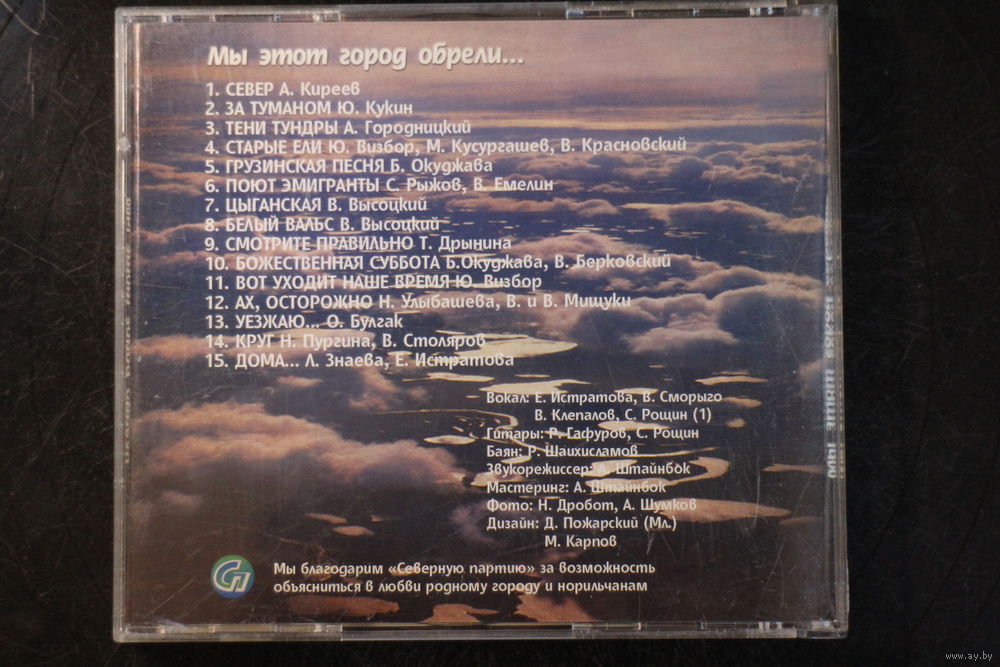 Мы этот город обрели...
1. СЕВЕР А. Киреев
2. ЗА ТУМАНОМ Ю. Кукин
3. ТЕНИ ТУНДРЫ А. Городницкий
4. СТАРЫЕ ЕЛИ Ю. Визбор, М. Кусургашев, В. Красновский
5. ГРУЗИНСКАЯ ПЕСНЯ Б. Окуджава
6. ПОЮТ ЭМИГРАНТЫ С. Рыжов, В. Емелин
7. ЦЫГАНСКАЯ В. Высоцкий
8. БЕЛЫЙ ВАЛЬС В. Высоцкий
9. СМОТРИТЕ ПРАВИЛЬНО Т. Дрынина
10. БОЖЕСТВЕННАЯ СУББОТА Б.Окуджава, В. Берковский
11. ВОТ УХОДИТ НАШЕ ВРЕМЯ Ю. Визбор
12. АХ, ОСТОРОЖНО Н. Улыбашева, В. и В. Мищуки
13. УЕЗЖАЮ... О. Булгак
14. КРУГ Н. Пургина, В. Столяров
15. ДОМА... Л. Знаева, Е. Истратова
Вокал: Е. Истратова, В. Сморыго
В. Клепалов, С. Рощин (1)
Гитары: Р. Гафуров, С. Рощин
Баян: Р. Шаихисламов
Звукорежиссер: А. Штайнбок
Мастеринг: А. Штайнбок
Фото: Н. Дробот, А. Шумков
Дизайн: Д. Пожарский (Мл.)
М. Карпов
СП
Мы благодарим «Северную партию» за возможность
объясниться в любви родному городу и норильчанам
www.ay.by